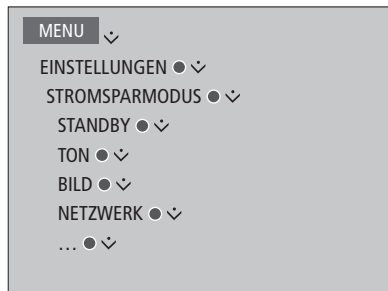 MENU
EINSTELLUNGEN
STROMSPARMODUS
STANDBY
TON
BILD
NETZWERK
…